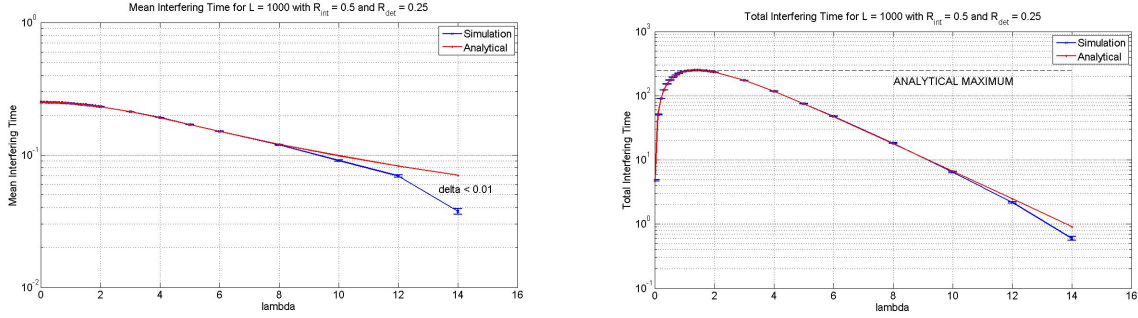 Mean Interfering Time for L = 1000 with R_int = 0.5 and R_det = 0.25
10^0
10^-1
10^-2
Mean Interfering Time
Simulation
Analytical
delta < 0.01
0 2 4 6 8 10 12 14 16
lambda
Total Interfering Time for L = 1000 with R_int = 0.5 and R_det = 0.25
10^3
10^2
10^1
10^0
10^-1
Total Interfering Time
Simulation
Analytical
ANALYTICAL MAXIMUM
0 2 4 6 8 10 12 14 16
lambda